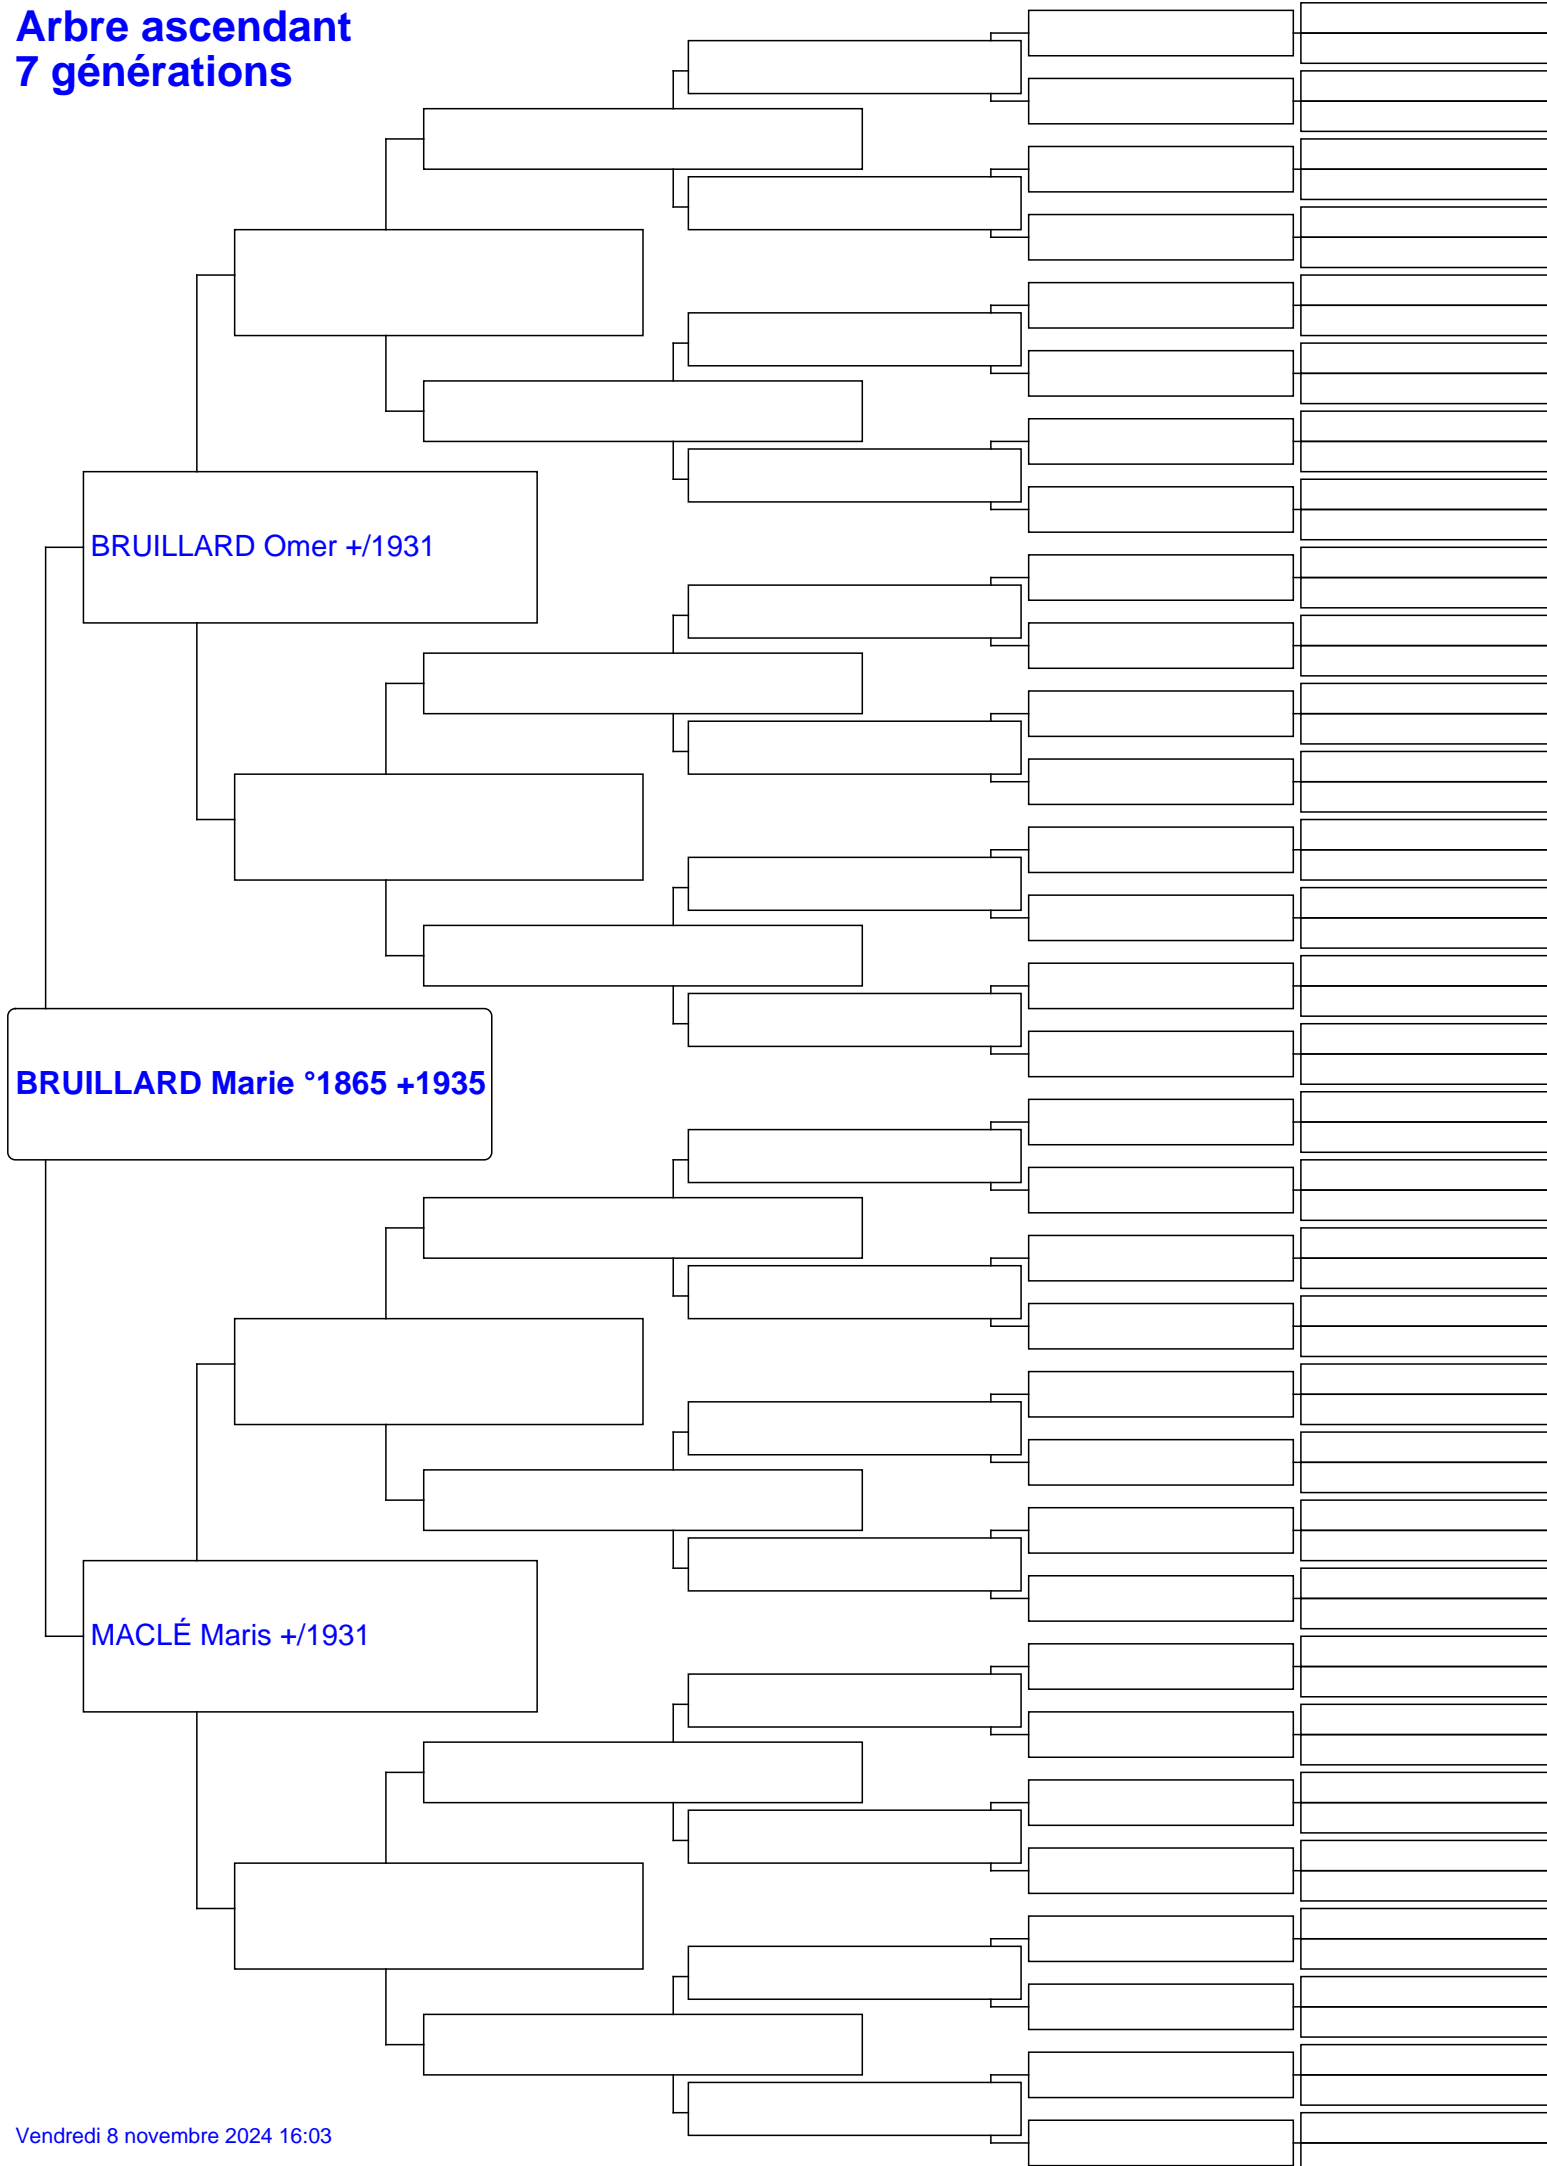 Arbre ascendant
7 générations
BRUILLARD Omer +/1931
BRUILLARD Marie °1865 +1935
MACLÉ Maris +/1931
Vendredi 8 novembre 2024 16:03